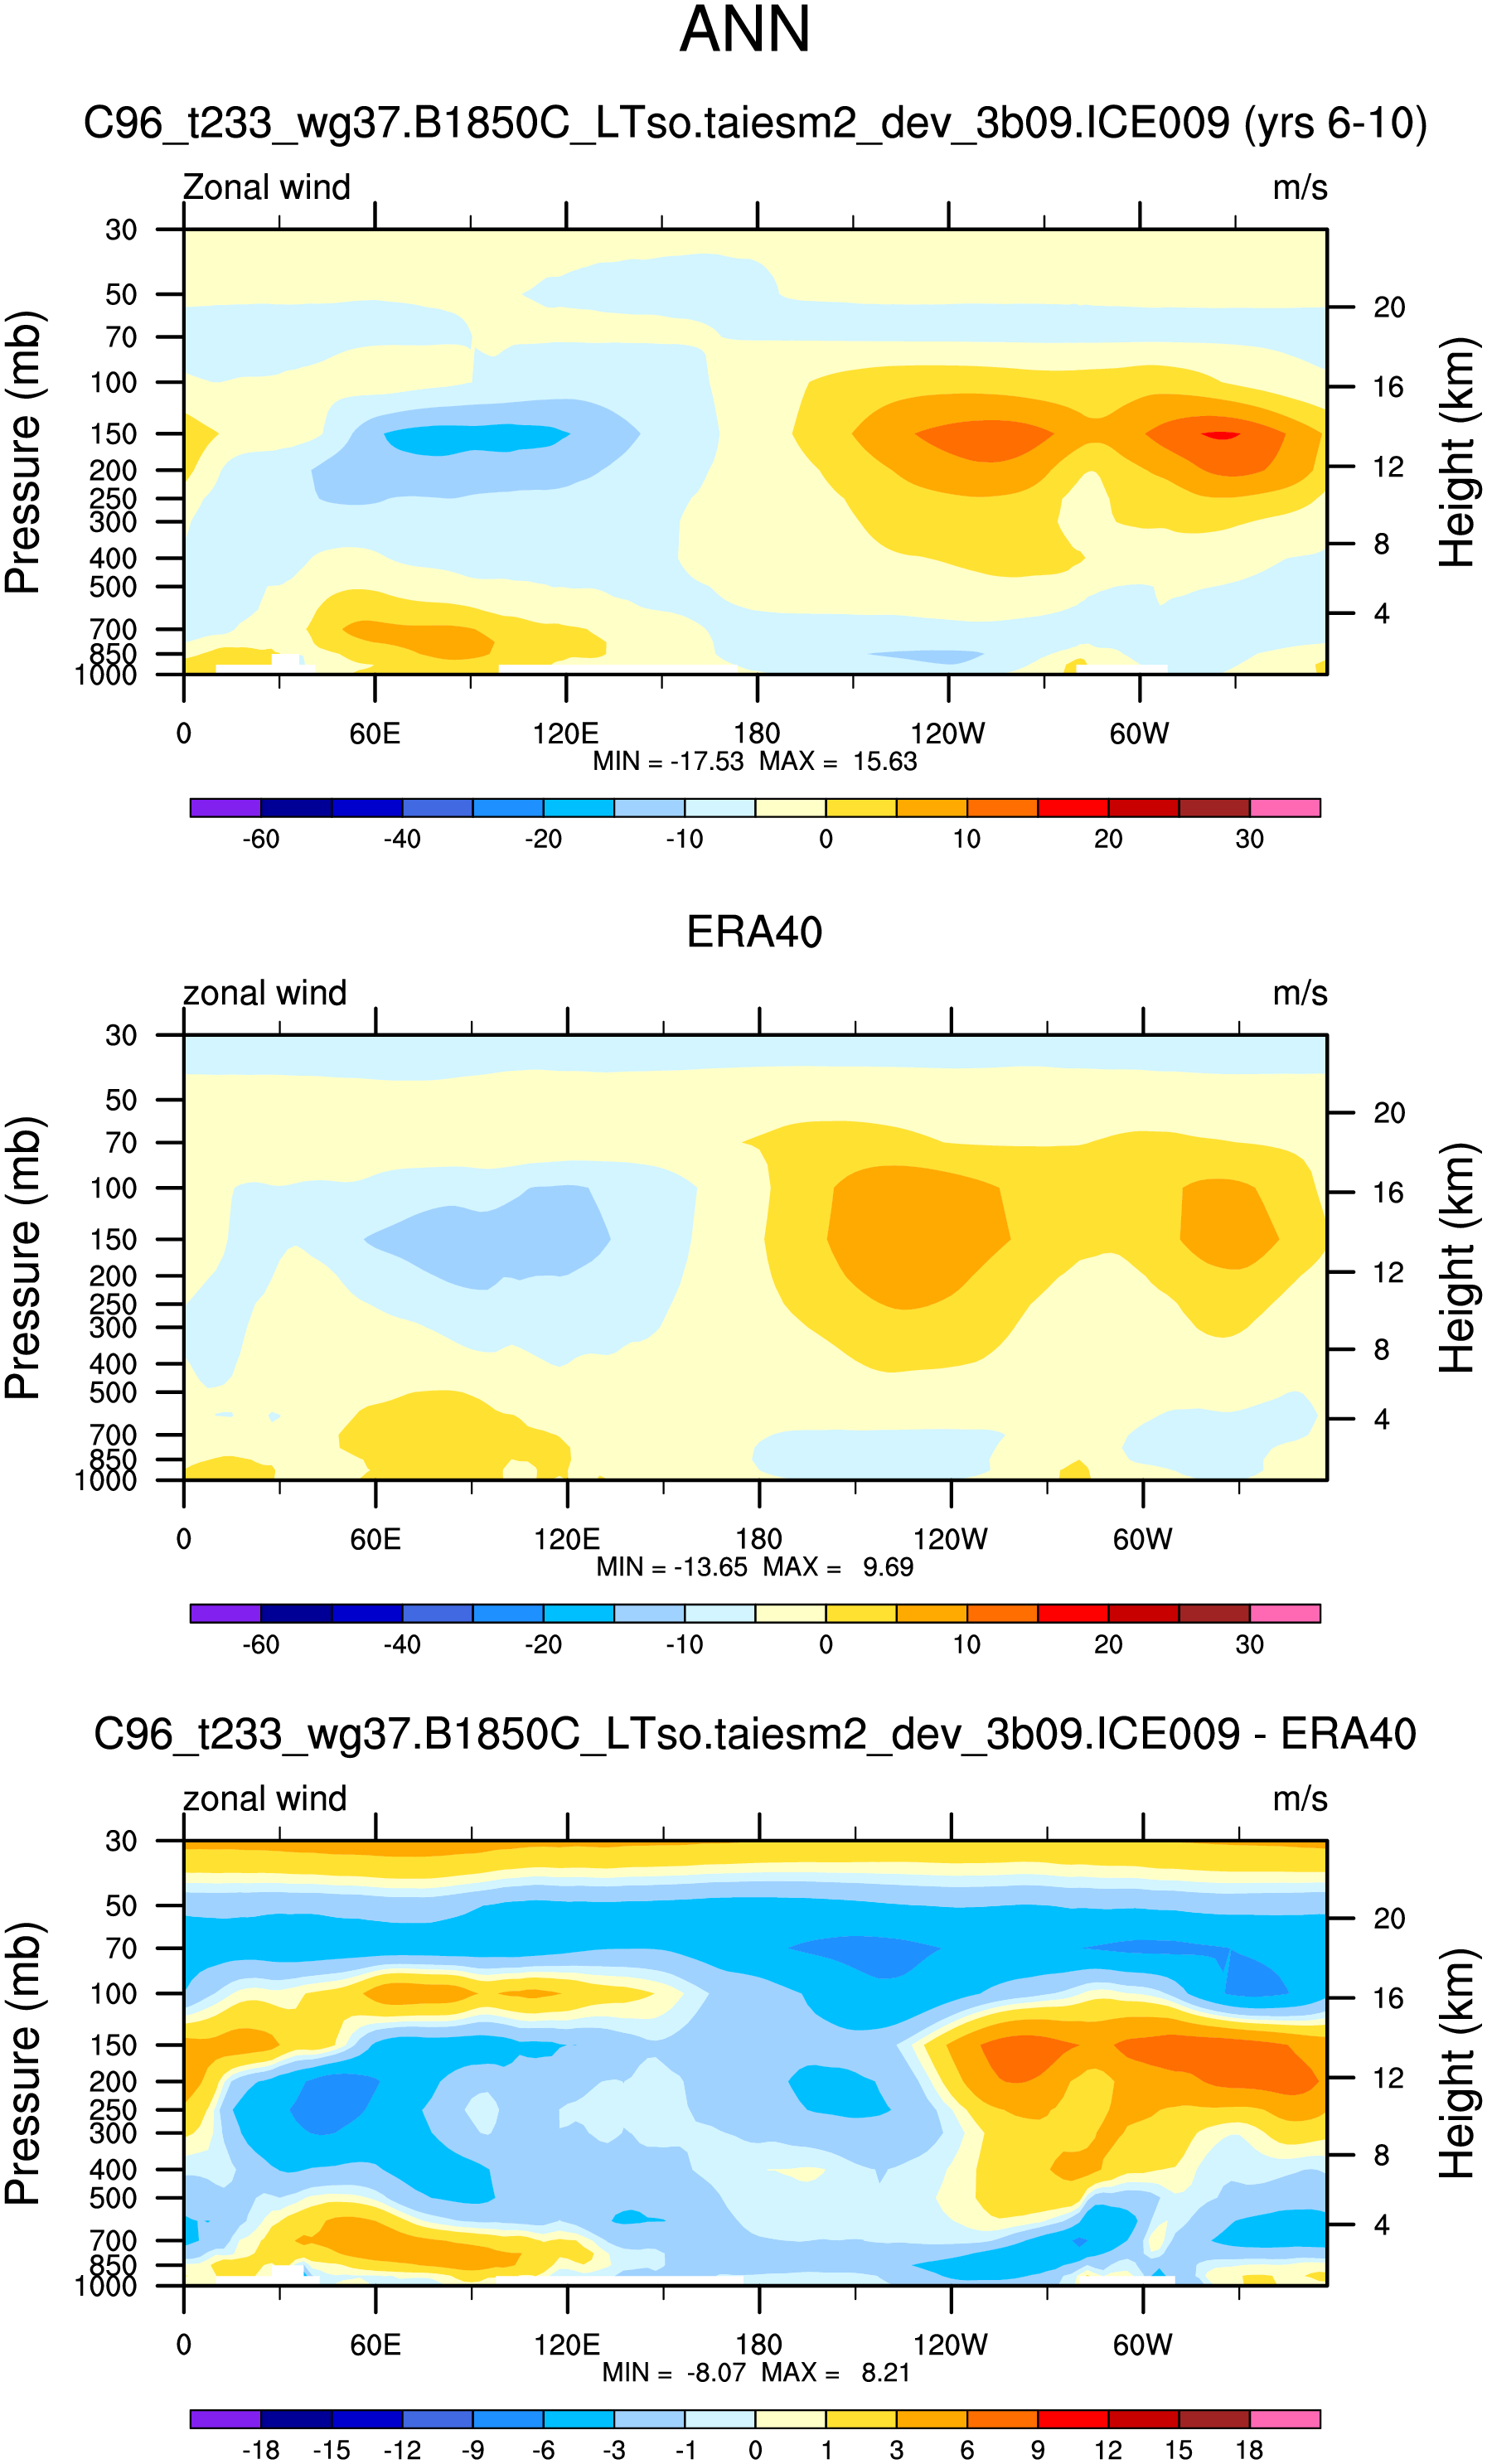 ANN
C96_t233_wg37.B1850C_LTso.taiesm2_dev_3b09.ICE009 (yrs 6-10)
Zonal wind m/s
Pressure (mb)
30
50
70
100
150
200
250
300
400
500
700
850
1000
20
16
12
8
4
Height (km)
0 60E 120E 180 120W 60W
MIN = -17.53 MAX = 15.63
-60 -40 -20 -10 0 10 20 30
ERA40
zonal wind m/s
Pressure (mb)
30
50
70
100
150
200
250
300
400
500
700
850
1000
20
16
12
8
4
Height (km)
0 60E 120E 180 120W 60W
MIN = -13.65 MAX = 9.69
-60 -40 -20 -10 0 10 20 30
C96_t233_wg37.B1850C_LTso.taiesm2_dev_3b09.ICE009 - ERA40
zonal wind m/s
Pressure (mb)
30
50
70
100
150
200
250
300
400
500
700
850
1000
20
16
12
8
4
Height (km)
0 60E 120E 180 120W 60W
MIN = -8.07 MAX = 8.21
-18 -15 -12 -9 -6 -3 -1 0 1 3 6 9 12 15 18